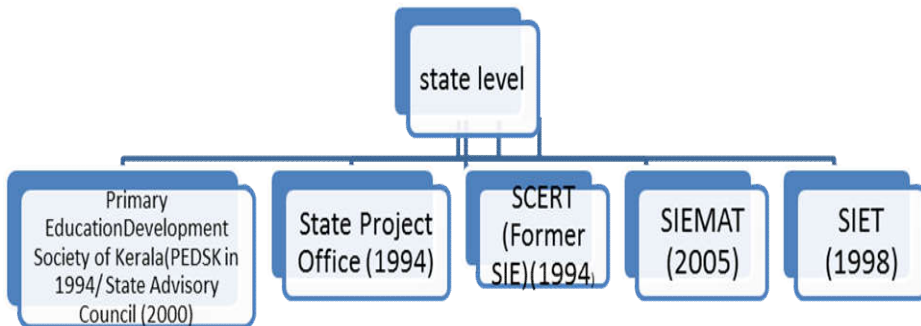 state level
Primary
EducationDevelopment
Society of Kerala(PEDSK in
1994/ State Advisory
Council (2000)
State Project
Office (1994)
SCERT
(Former
SIE)(1994)
SIEMAT
(2005)
SIET
(1998)